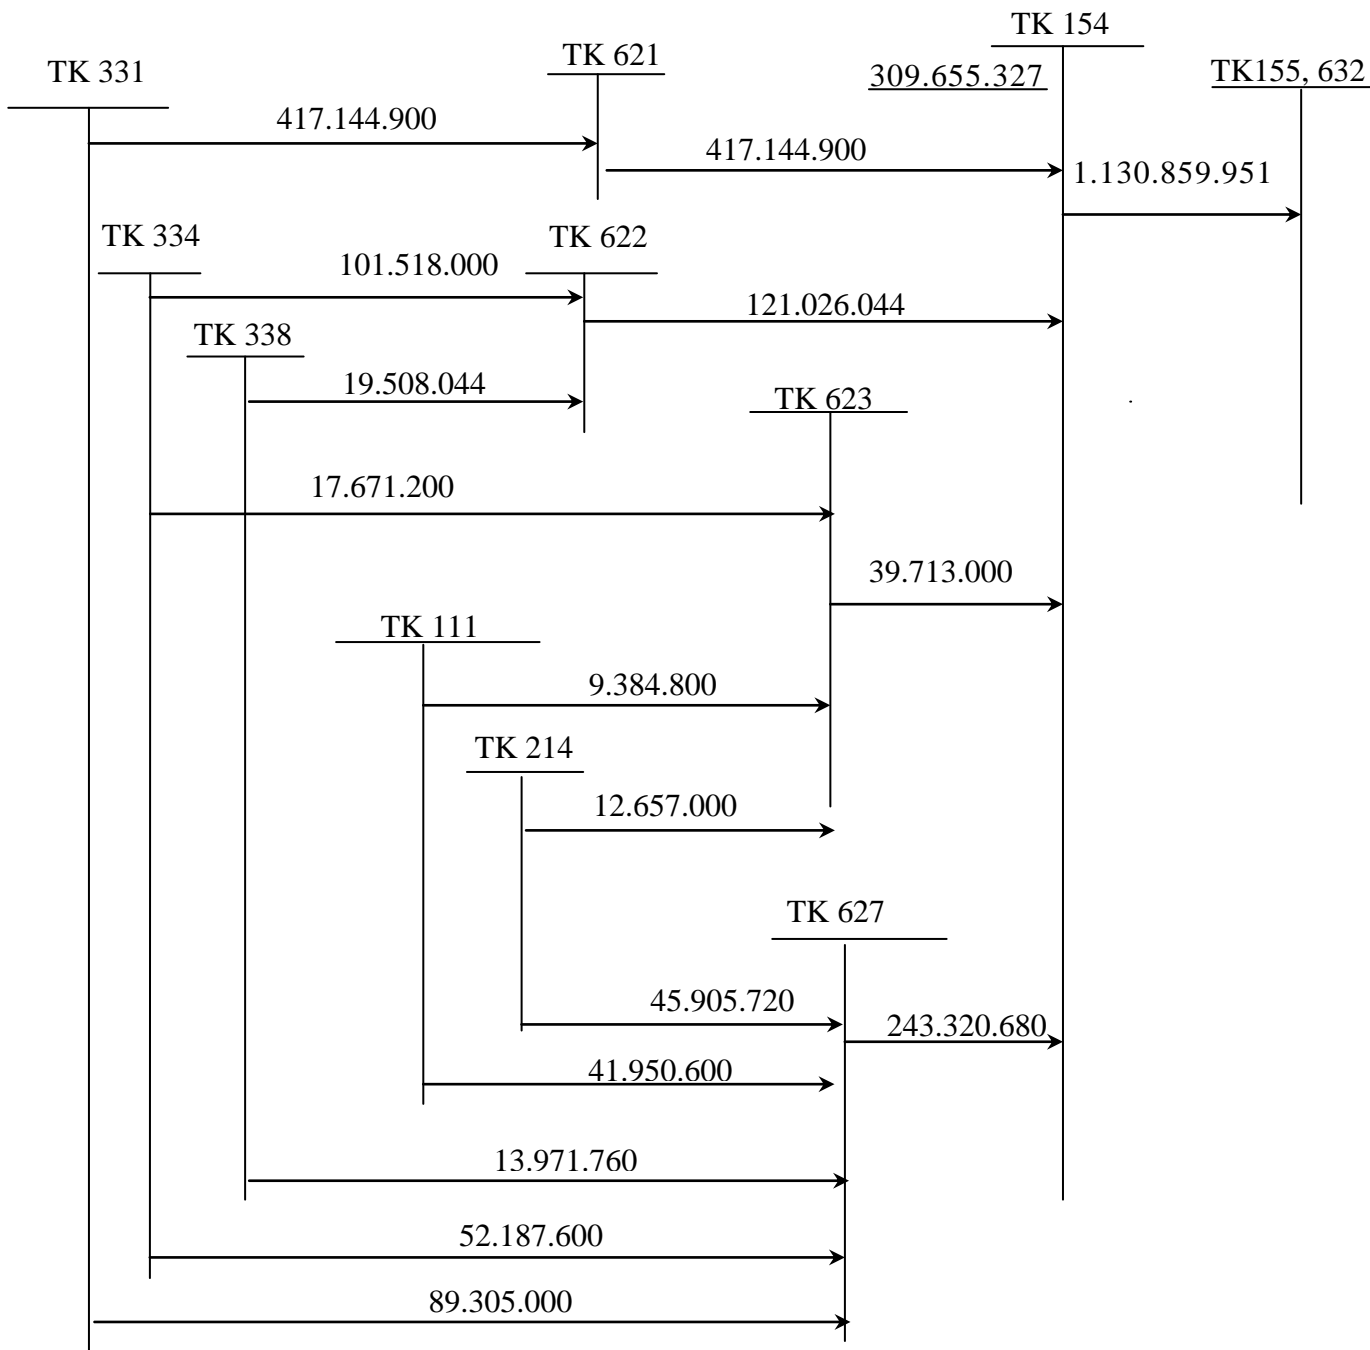 TK 154
TK 621
TK 331
309.655.327
TK155, 632
417.144.900
417.144.900
1.130.859.951
TK 334
TK 622
101.518.000
121.026.044
TK 338
19.508.044
TK 623
17.671.200
39.713.000
TK 111
9.384.800
TK 214
12.657.000
TK 627
45.905.720
243.320.680
41.950.600
13.971.760
52.187.600
89.305.000